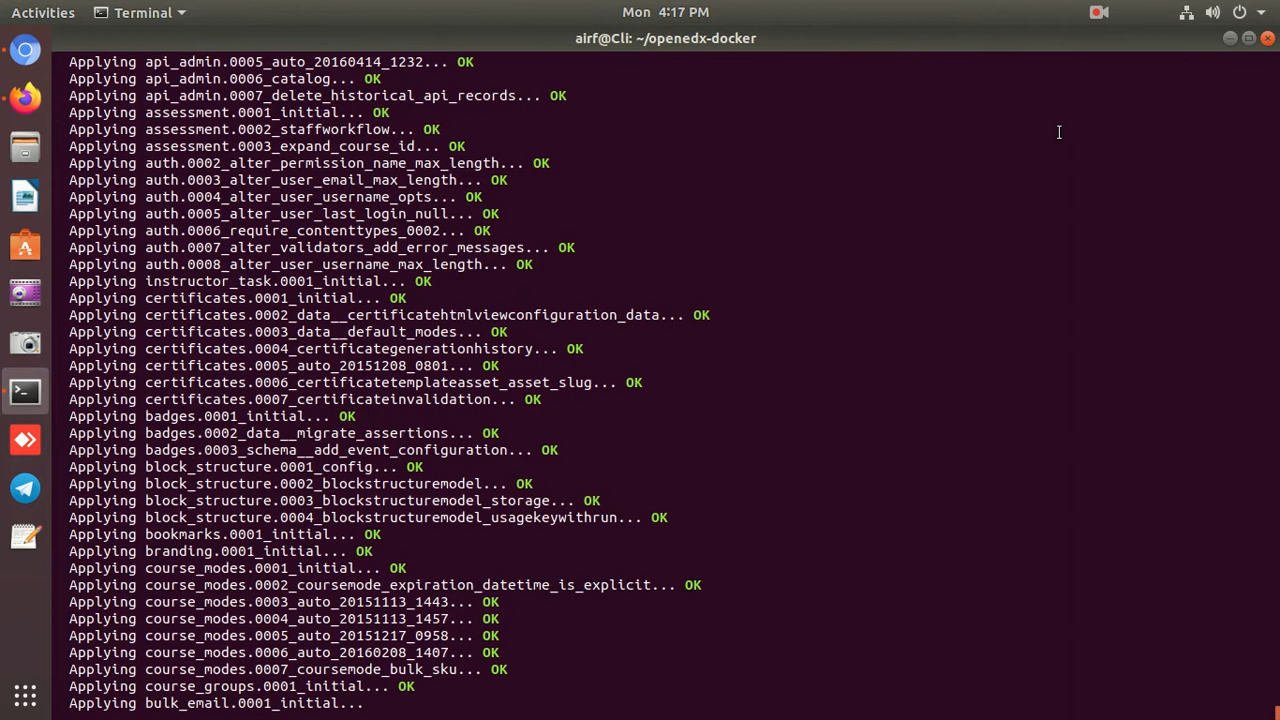 Activities Terminal Mon 4:17 PM
airf@Cli: ~/openedx-docker
Applying api_admin.0005_auto_20160414_1232... OK
Applying api_admin.0006_catalog... OK
Applying api_admin.0007_delete_historical_api_records... OK
Applying assessment.0001_initial... OK
Applying assessment.0002_staffworkflow... OK
Applying assessment.0003_expand_course_id... OK
Applying auth.0002_alter_permission_name_max_length... OK
Applying auth.0003_alter_user_email_max_length... OK
Applying auth.0004_alter_user_username_opts... OK
Applying auth.0005_alter_user_last_login_null... OK
Applying auth.0006_require_contenttypes_0002... OK
Applying auth.0007_alter_validators_add_error_messages... OK
Applying auth.0008_alter_user_username_max_length... OK
Applying instructor_task.0001_initial... OK
Applying certificates.0001_initial... OK
Applying certificates.0002_data__certificatehtmlviewconfiguration_data... OK
Applying certificates.0003_data__default_modes... OK
Applying certificates.0004_certificategenerationhistory... OK
Applying certificates.0005_auto_20151208_0801... OK
Applying certificates.0006_certificatetemplateasset_asset_slug... OK
Applying certificates.0007_certificateinvalidation... OK
Applying badges.0001_initial... OK
Applying badges.0002_data__migrate_assertions... OK
Applying badges.0003_schema__add_event_configuration... OK
Applying block_structure.0001_config... OK
Applying block_structure.0002_blockstructuremodel... OK
Applying block_structure.0003_blockstructuremodel_storage... OK
Applying block_structure.0004_blockstructuremodel_usagekeywithrun... OK
Applying bookmarks.0001_initial... OK
Applying branding.0001_initial... OK
Applying course_modes.0001_initial... OK
Applying course_modes.0002_coursemode_expiration_datetime_is_explicit... OK
Applying course_modes.0003_auto_20151113_1443... OK
Applying course_modes.0004_auto_20151113_1457... OK
Applying course_modes.0005_auto_20151217_0958... OK
Applying course_modes.0006_auto_20160208_1407... OK
Applying course_modes.0007_coursemode_bulk_sku... OK
Applying course_groups.0001_initial... OK
Applying bulk_email.0001_initial...